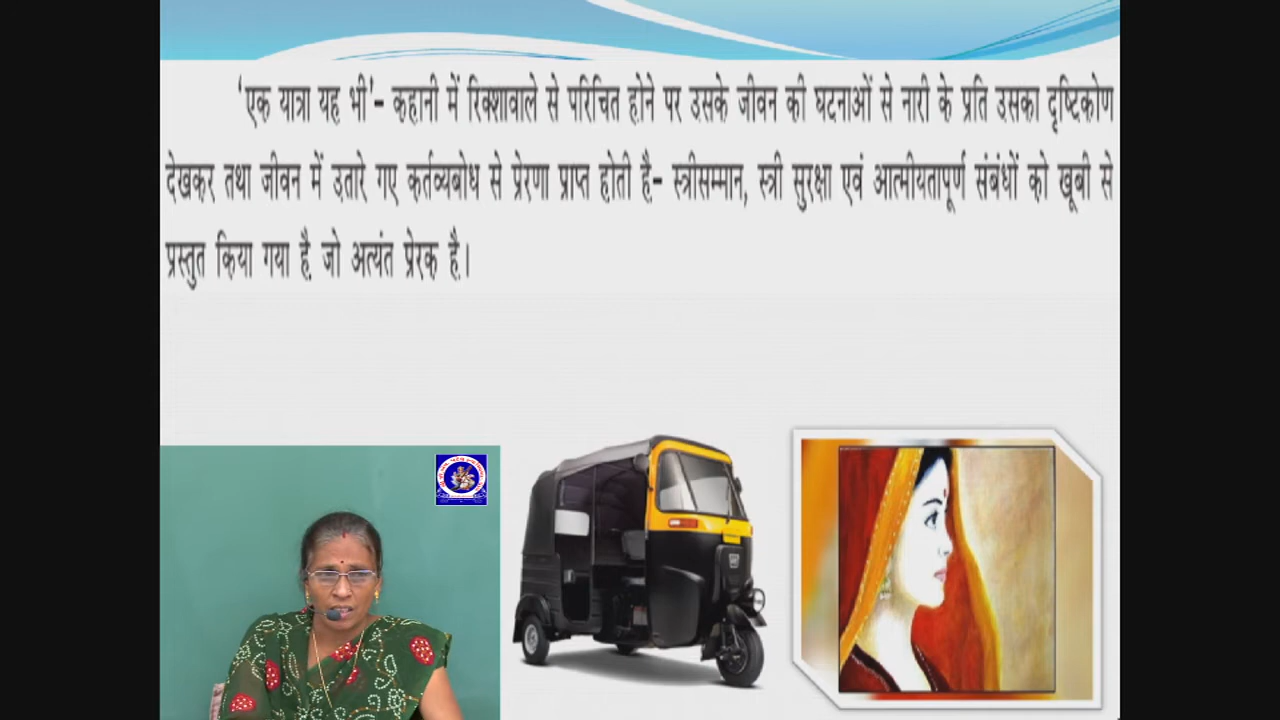 'एक यात्रा यह भी'- कहानी में रिक्शावाले से परिचित होने पर उसके जीवन की घटनाओं से नारी के प्रति उसका दृष्टिकोण
देखकर तथा जीवन में उतारे गए कर्तव्यबोध से प्रेरणा प्राप्त होती है- स्त्रीसम्मान, स्त्री सुरक्षा एवं आत्मीयतापूर्ण संबंधों को खूबी से
प्रस्तुत किया गया है जो अत्यंत प्रेरक है।